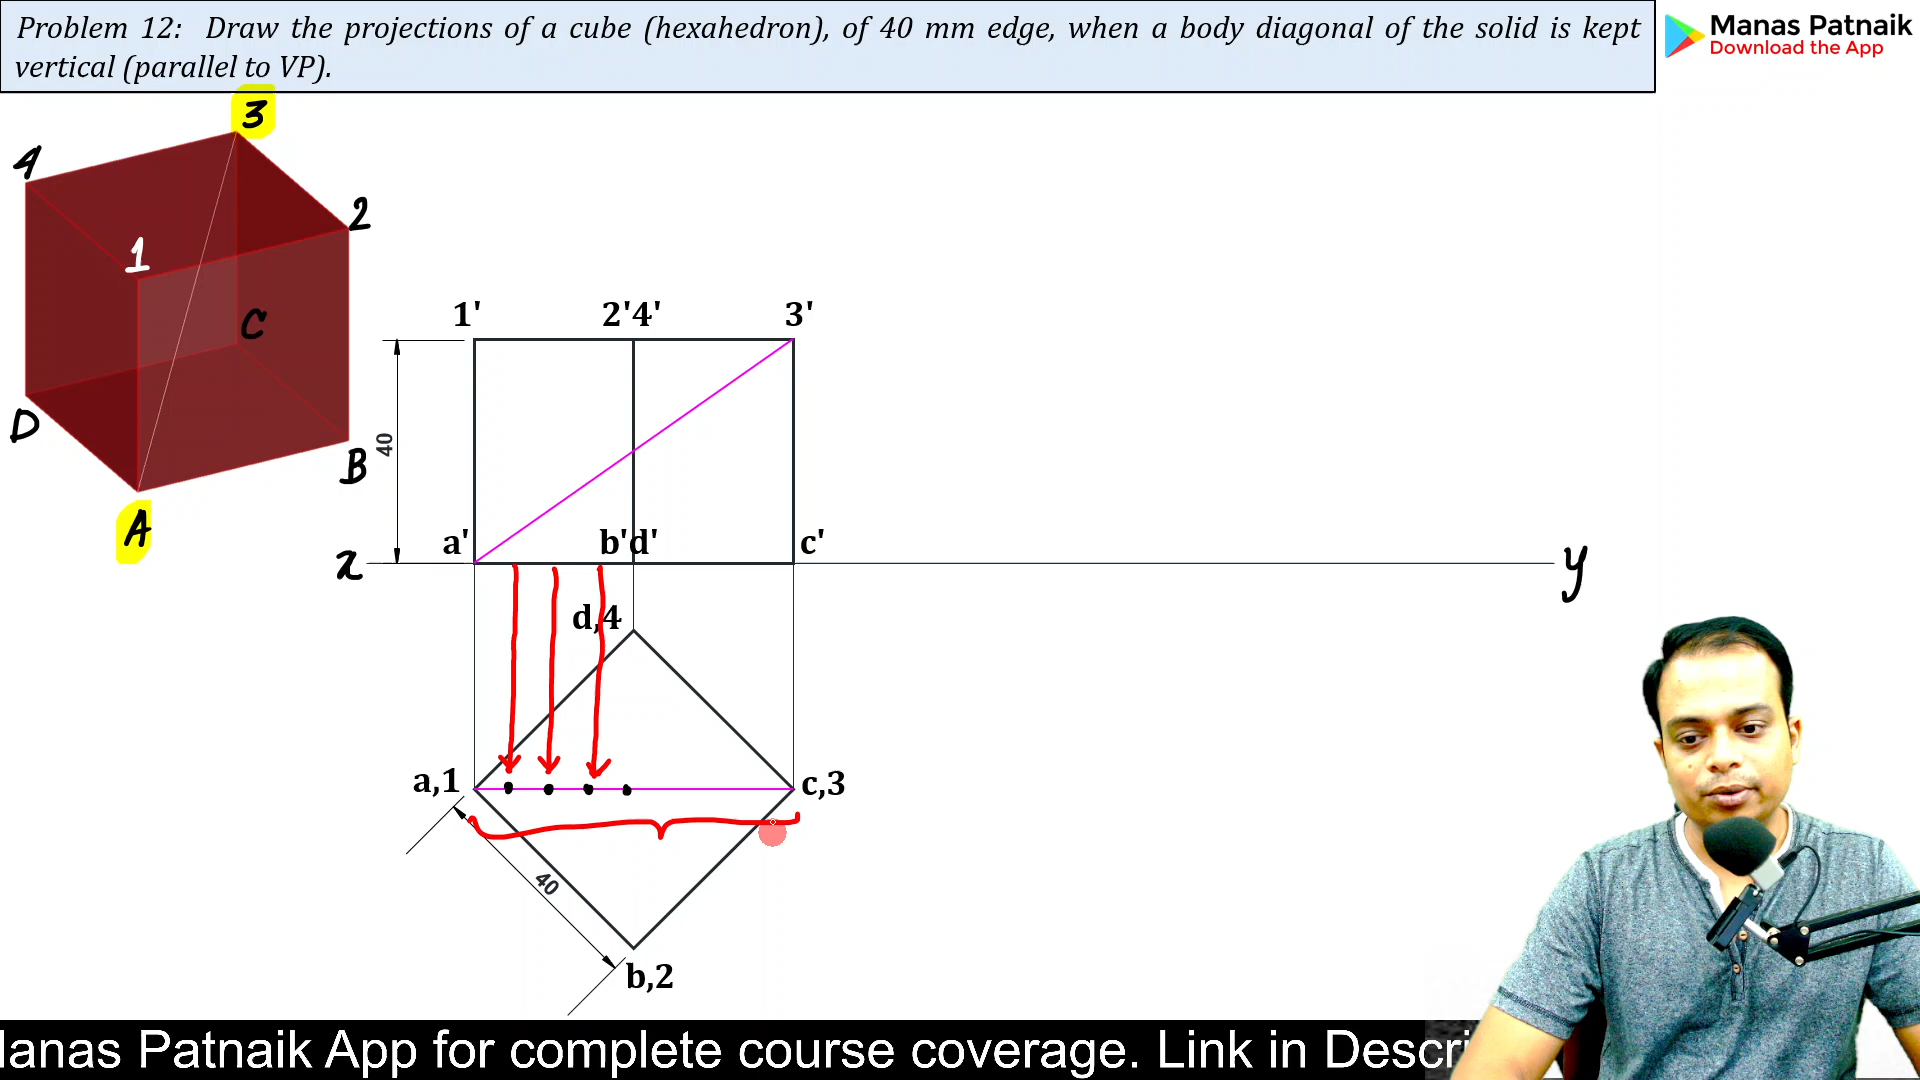 Problem 12: Draw the projections of a cube (hexahedron), of 40 mm edge, when a body diagonal of the solid is kept
vertical (parallel to VP).
Manas Patnaik
Download the App
3
4
2
1
C
D
B
A
1' 2'4' 3'
40
a' b'd' c'
x y
d,4
a,1 c,3
40
b,2
Manas Patnaik App for complete course coverage. Link in Descri